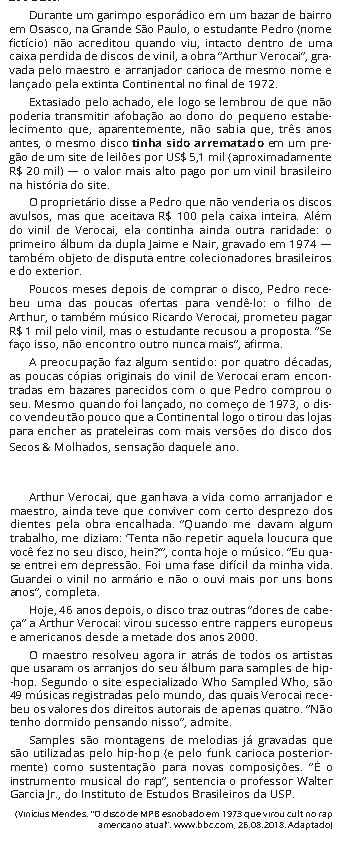 Durante um garimpo esporádico em um bazar de bairro
em Osasco, na Grande São Paulo, o estudante Pedro (nome
fictício) não acreditou quando viu, intacto dentro de uma
caixa perdida de discos de vinil, a obra “Arthur Verocai”, gra-
vada pelo maestro e arranjador carioca de mesmo nome e
lançado pela extinta Continental no final de 1972.
Extasiado pelo achado, ele logo se lembrou de que não
poderia transmitir afobação ao dono do pequeno estabe-
lecimento que, aparentemente, não sabia que, três anos
antes, o mesmo disco tinha sido arrematado em um pre-
gão de um site de leilões por US$ 5,1 mil (aproximadamente
R$ 20 mil) — o valor mais alto pago por um vinil brasileiro
na história do site.
O proprietário disse a Pedro que não venderia os discos
avulsos, mas que aceitava R$ 100 pela caixa inteira. Além
do vinil de Verocai, ela continha ainda outra raridade: o
primeiro álbum da dupla Jaime e Nair, gravado em 1974 —
também objeto de disputa entre colecionadores brasileiros
e do exterior.
Poucos meses depois de comprar o disco, Pedro rece-
beu uma das poucas ofertas para vendê-lo: o filho de
Arthur, o também músico Ricardo Verocai, prometeu pagar
R$ 1 mil pelo vinil, mas o estudante recusou a proposta. “Se
faço isso, não encontro outro nunca mais”, afirma.
A preocupação faz algum sentido: por quatro décadas,
as poucas cópias originais do vinil de Verocai eram encon-
tradas em bazares parecidos com o que Pedro comprou o
seu. Mesmo quando foi lançado, no começo de 1973, o dis-
co vendeu tão pouco que a Continental logo o tirou das lojas
para encher as prateleiras com mais versões do disco dos
Secos & Molhados, sensação daquele ano.
Arthur Verocai, que ganhava a vida como arranjador e
maestro, ainda teve que conviver com certo desprezo dos
clientes pela obra encalhada. “Quando me davam algum
trabalho, me diziam: ‘Tenta não repetir aquela loucura que
você fez no seu disco, hein?’”, conta hoje o músico. “Eu qua-
se entrei em depressão. Foi uma fase difícil da minha vida.
Guardei o vinil no armário e não o ouvi mais por uns bons
anos”, completa.
Hoje, 46 anos depois, o disco traz outras “dores de cabe-
ça” a Arthur Verocai: virou sucesso entre rappers europeus
e americanos desde a metade dos anos 2000.
O maestro resolveu agora ir atrás de todos os artistas
que usaram os arranjos do seu álbum para samples de hip-
-hop. Segundo o site especializado Who Sampled Who, são
49 músicas registradas pelo mundo, das quais Verocai rece-
beu os valores dos direitos autorais de apenas quatro. “Não
tenho dormido pensando nisso”, admite.
Samples são montagens de melodias já gravadas que
são utilizadas pelo hip-hop (e pelo funk carioca posterior-
mente) como sustentação para novas composições. “É o
instrumento musical do rap”, sentencia o professor Walter
Garcia Jr., do Instituto de Estudos Brasileiros da USP.
(Vinícius Mendes. “O disco de MPB esnobado em 1973 que virou cult no rap
americano atual”. www.bbc.com, 26.08.2018. Adaptado)